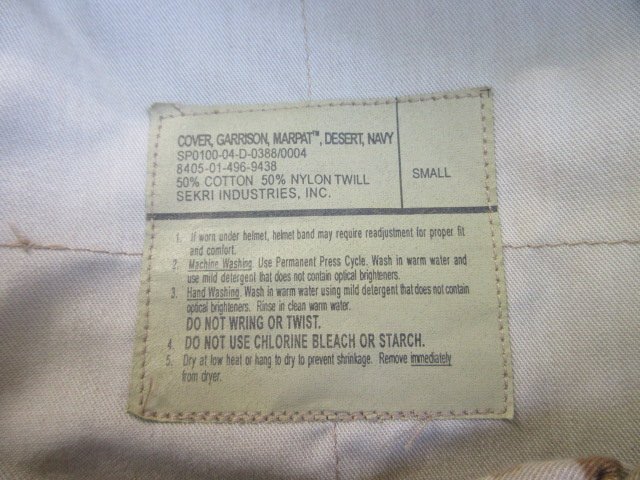 COVER, GARRISON, MARPAT™, DESERT, NAVY
SP0100-04-D-0388/0004
8405-01-496-9438
50% COTTON 50% NYLON TWILL
SEKRI INDUSTRIES, INC.
SMALL
1. If worn under helmet, helmet band may require readjustment for proper fit
and comfort.
2. Machine Washing. Use Permanent Press Cycle. Wash in warm water and
use mild detergent that does not contain optical brighteners.
3. Hand Washing. Wash in warm water using mild detergent that does not contain
optical brighteners. Rinse in clean warm water.
DO NOT WRING OR TWIST.
4. DO NOT USE CHLORINE BLEACH OR STARCH.
5. Dry at low heat or hang to dry to prevent shrinkage. Remove immediately
from dryer.